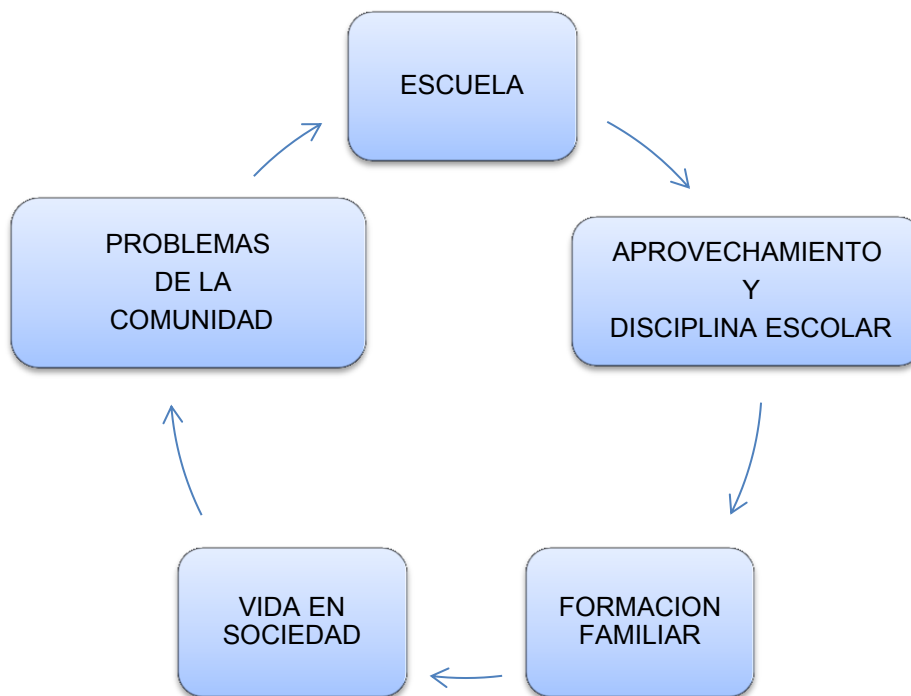 ESCUELA
APROVECHAMIENTO
Y
DISCIPLINA ESCOLAR
FORMACION
FAMILIAR
VIDA EN
SOCIEDAD
PROBLEMAS
DE LA
COMUNIDAD